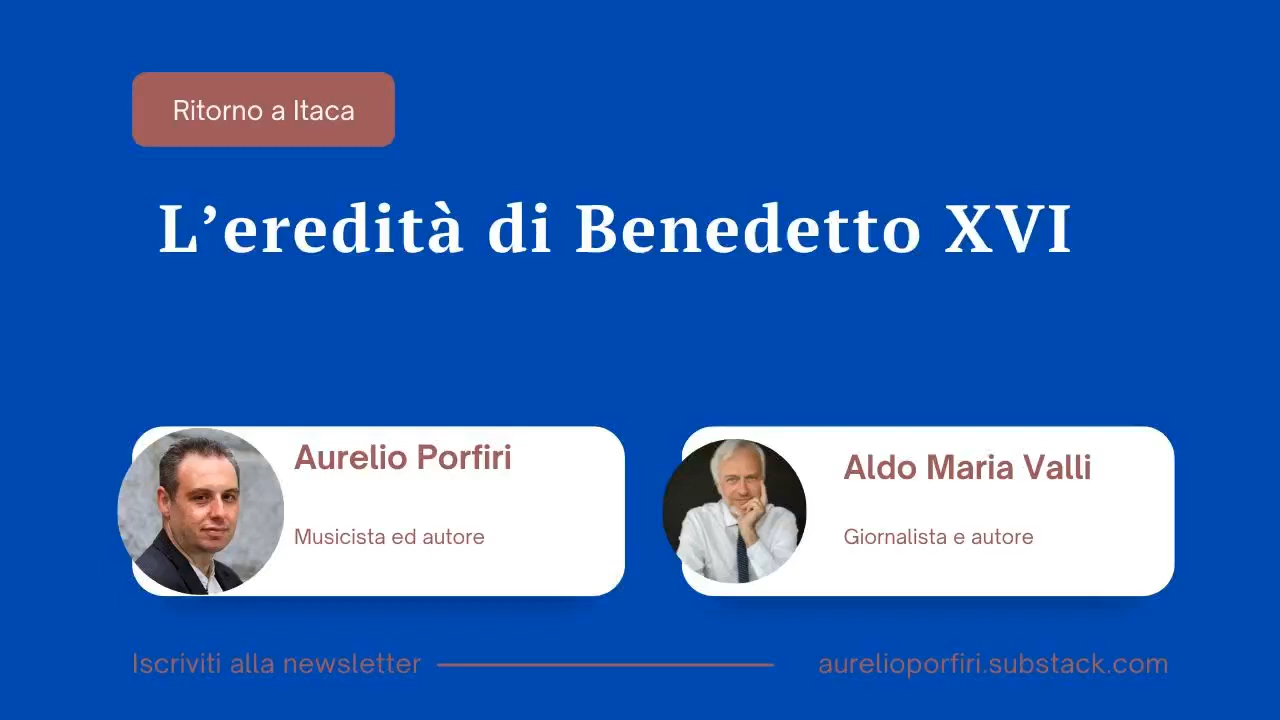 Ritorno a Itaca
L’eredità di Benedetto XVI
Aurelio Porfiri
Musicista ed autore
Aldo Maria Valli
Giornalista e autore
Iscriviti alla newsletter
aurelioporfiri.substack.com